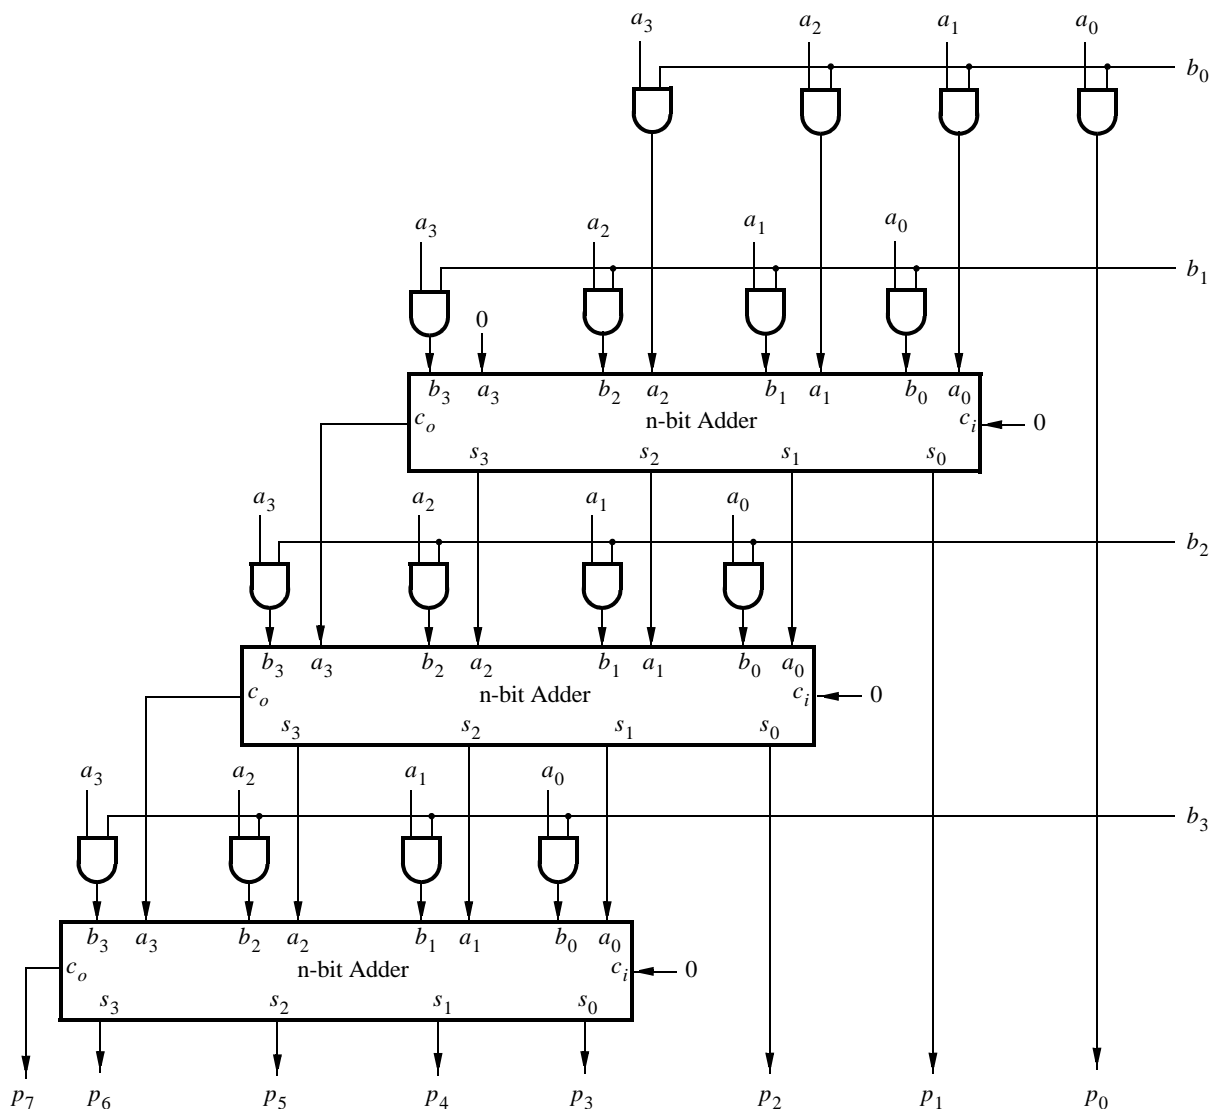 a3 a2 a1 a0
b0
a3 a2 a1 a0
b1
0
b3 a3 b2 a2 b1 a1 b0 a0
co n-bit Adder ci 0
s3 s2 s1 s0
a3 a2 a1 a0
b2
b3 a3 b2 a2 b1 a1 b0 a0
co n-bit Adder ci 0
s3 s2 s1 s0
a3 a2 a1 a0
b3
b3 a3 b2 a2 b1 a1 b0 a0
co n-bit Adder ci 0
s3 s2 s1 s0
p7 p6 p5 p4 p3 p2 p1 p0